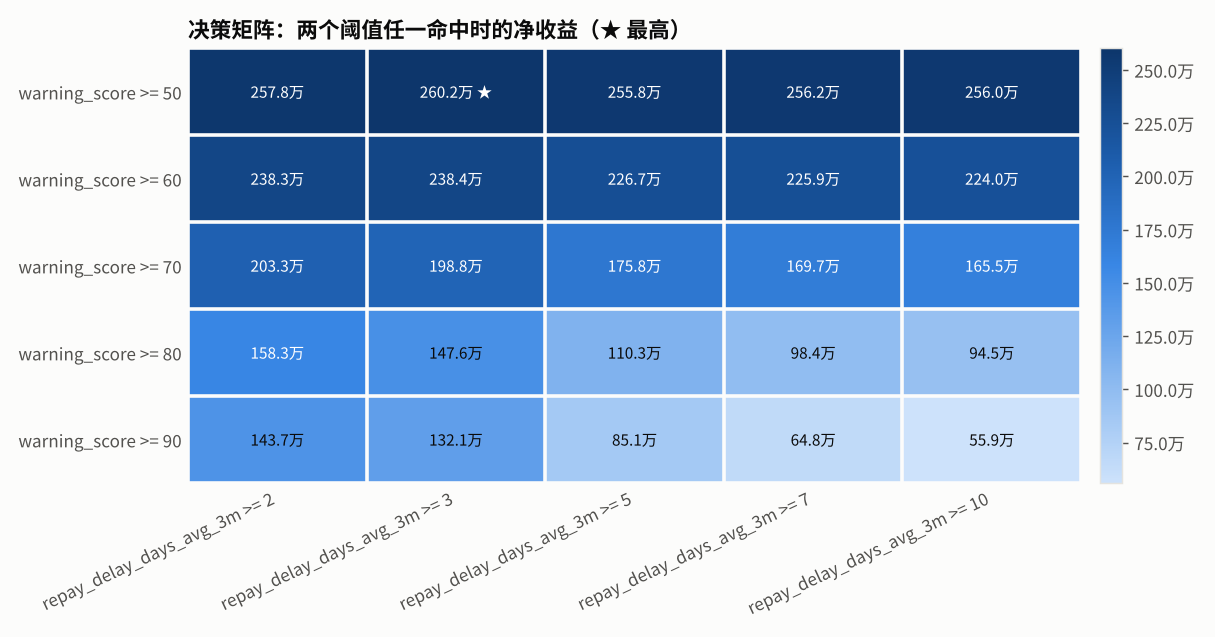 决策矩阵：两个阈值任一命中时的净收益（★ 最高）
warning_score >= 50 257.8万 260.2万 ★ 255.8万 256.2万 256.0万
warning_score >= 60 238.3万 238.4万 226.7万 225.9万 224.0万
warning_score >= 70 203.3万 198.8万 175.8万 169.7万 165.5万
warning_score >= 80 158.3万 147.6万 110.3万 98.4万 94.5万
warning_score >= 90 143.7万 132.1万 85.1万 64.8万 55.9万
repay_delay_days_avg_3m >= 2
repay_delay_days_avg_3m >= 3
repay_delay_days_avg_3m >= 5
repay_delay_days_avg_3m >= 7
repay_delay_days_avg_3m >= 10
250.0万
225.0万
200.0万
175.0万
150.0万
125.0万
100.0万
75.0万